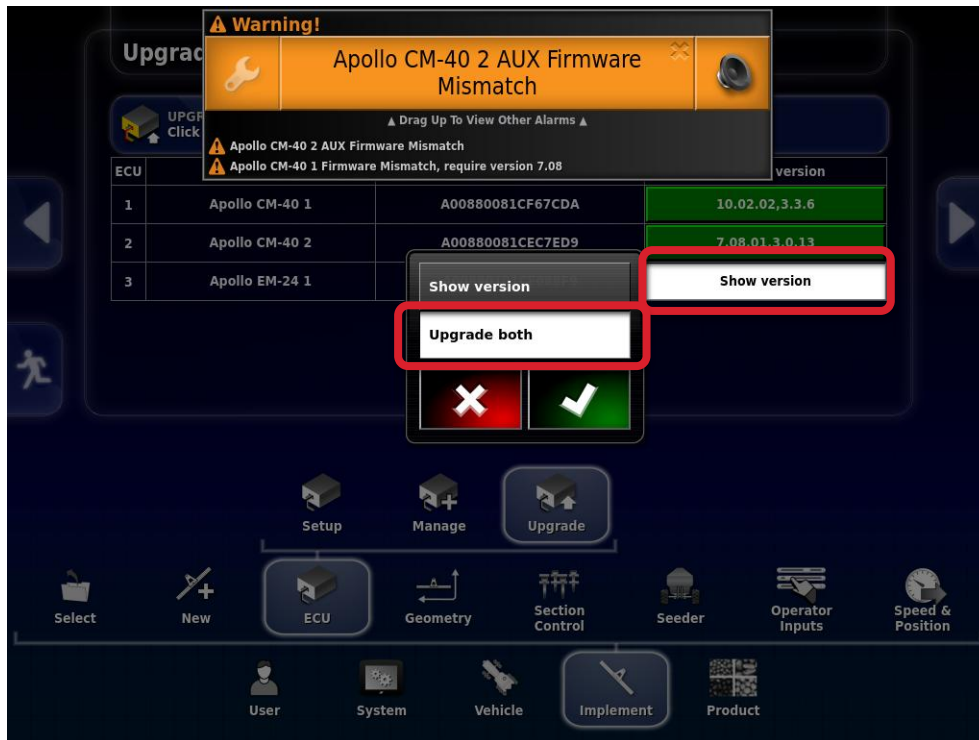 Warning!
Upgrad
Apollo CM-40 2 AUX Firmware
Mismatch
▲ Drag Up To View Other Alarms ▲
UPGR
Click
Apollo CM-40 2 AUX Firmware Mismatch
Apollo CM-40 1 Firmware Mismatch, require version 7.08
ECU version
1 Apollo CM-40 1 A00880081CF67CDA 10.02.02,3.3.6
2 Apollo CM-40 2 A00880081CEC7ED9 7.08.01,3.0.13
3 Apollo EM-24 1 Show version
Show version
Upgrade both
Setup Manage Upgrade
Select New ECU Geometry Section Control Seeder Operator Inputs Speed & Position
User System Vehicle Implement Product